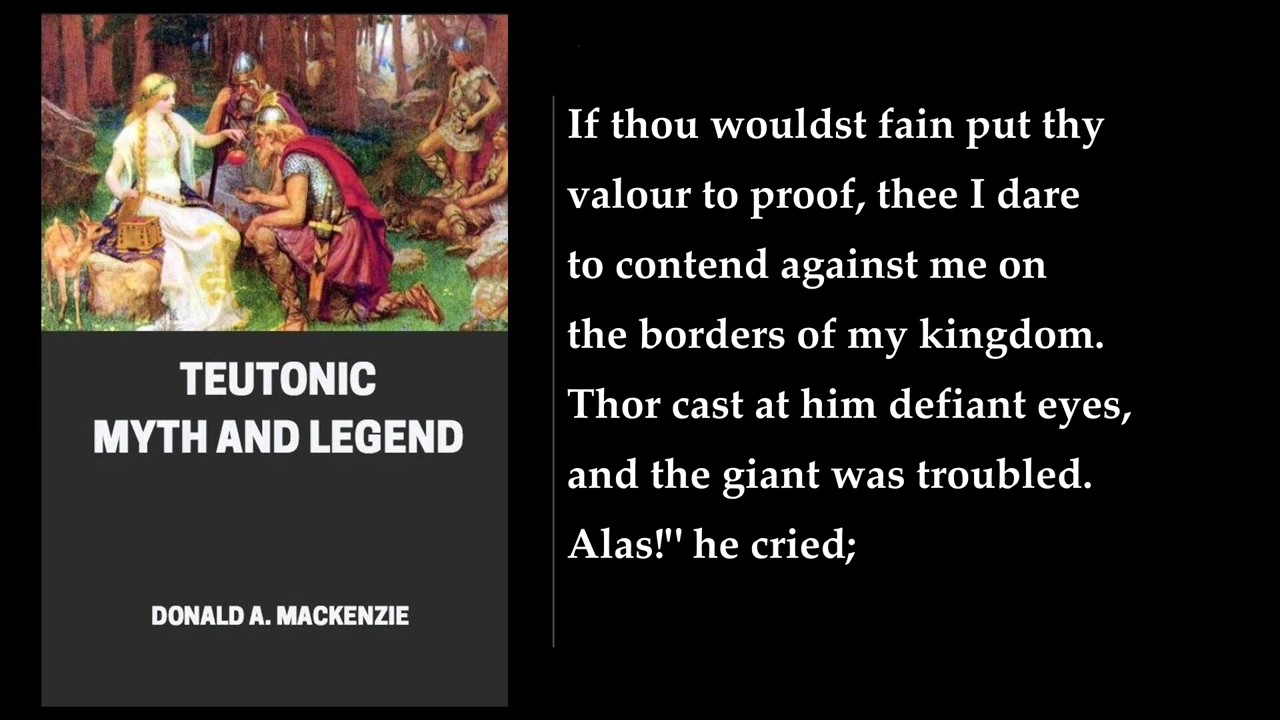 TEUTONIC
MYTH AND LEGEND
DONALD A. MACKENZIE
If thou wouldst fain put thy
valour to proof, thee I dare
to contend against me on
the borders of my kingdom.
Thor cast at him defiant eyes,
and the giant was troubled.
Alas!" he cried;